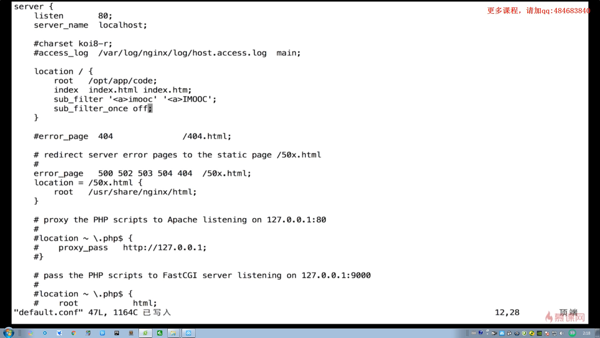 server {
listen       80;
server_name  localhost;
更多课程，请加qq:484683840
#charset koi8-r;
#access_log  /var/log/nginx/log/host.access.log  main;
location / {
root   /opt/app/code;
index  index.html index.htm;
sub_filter '<a>imooc' '<a>IMOOC';
sub_filter_once off;
}
#error_page  404              /404.html;
# redirect server error pages to the static page /50x.html
#
error_page   500 502 503 504 404  /50x.html;
location = /50x.html {
root   /usr/share/nginx/html;
}
# proxy the PHP scripts to Apache listening on 127.0.0.1:80
#
#location ~ \.php$ {
#    proxy_pass   http://127.0.0.1;
#}
# pass the PHP scripts to FastCGI server listening on 127.0.0.1:9000
#
#location ~ \.php$ {
#    root           html;
"default.conf" 47L, 1164C 已写入
12,28
顶端
慕课网